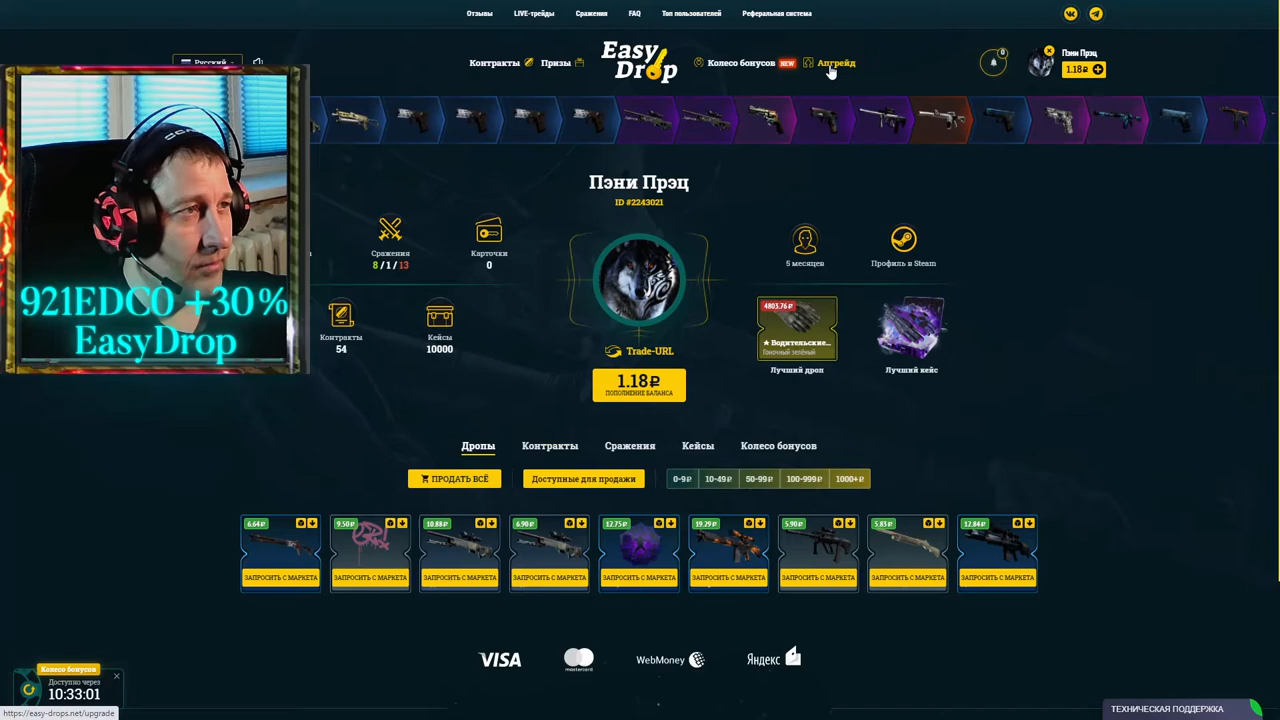 Отзывы LIVE-трейды Сражения FAQ Топ пользователей Реферальная система
Русский
Контракты Призы Easy Drop Колесо бонусов NEW Апгрейд
0
Пэни Прэц
1.18₽
921EDCO +30%
EasyDrop
Пэни Прэц
ID #2243021
Сражения
8 / 1 / 13
Карточки
0
Контракты
54
Кейсы
10000
5 месяцев
Профиль в Steam
4803.76₽
★ Водительские...
Гоночный зелёный
Лучший дроп
Лучший кейс
Trade-URL
1.18₽
ПОПОЛНЕНИЕ БАЛАНСА
Дропы Контракты Сражения Кейсы Колесо бонусов
ПРОДАТЬ ВСЁ Доступные для продажи 0-9₽ 10-49₽ 50-99₽ 100-999₽ 1000+₽
6.64₽ 9.50₽ 10.88₽ 6.90₽ 12.75₽ 19.29₽ 5.90₽ 5.83₽ 12.84₽
ЗАПРОСИТЬ С МАРКЕТА ЗАПРОСИТЬ С МАРКЕТА ЗАПРОСИТЬ С МАРКЕТА ЗАПРОСИТЬ С МАРКЕТА ЗАПРОСИТЬ С МАРКЕТА ЗАПРОСИТЬ С МАРКЕТА ЗАПРОСИТЬ С МАРКЕТА ЗАПРОСИТЬ С МАРКЕТА ЗАПРОСИТЬ С МАРКЕТА
VISA mastercard WebMoney Яндекс
Колесо бонусов
Доступно через
10:33:01
https://easy-drops.net/upgrade
ТЕХНИЧЕСКАЯ ПОДДЕРЖКА